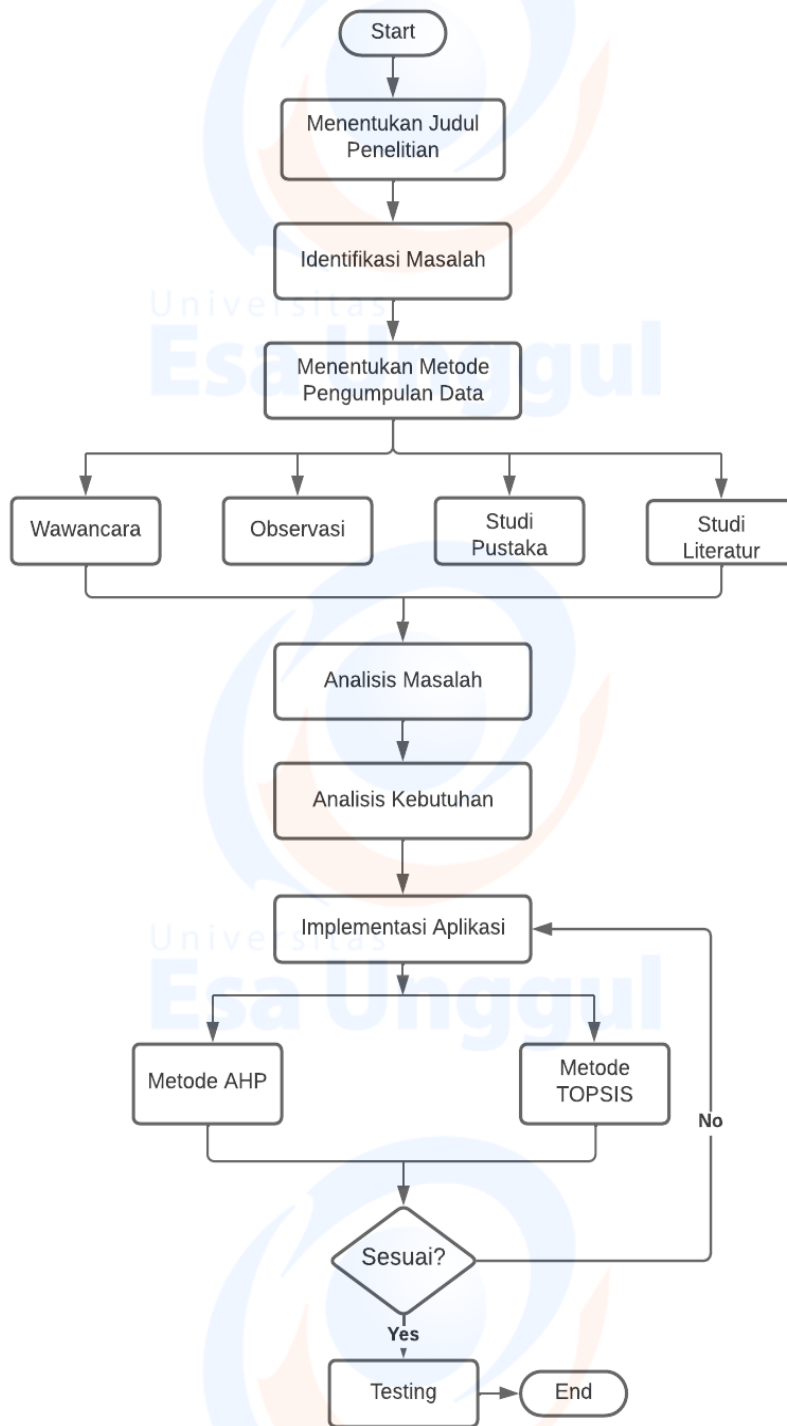 Start
Menentukan Judul
Penelitian
Identifikasi Masalah
Universitas
Esa Unggul
Menentukan Metode
Pengumpulan Data
Wawancara
Observasi
Studi
Pustaka
Studi
Literatur
Analisis Masalah
Analisis Kebutuhan
Implementasi Aplikasi
Universitas
Esa Unggul
Metode AHP
Metode
TOPSIS
No
Sesuai?
Yes
Testing
End